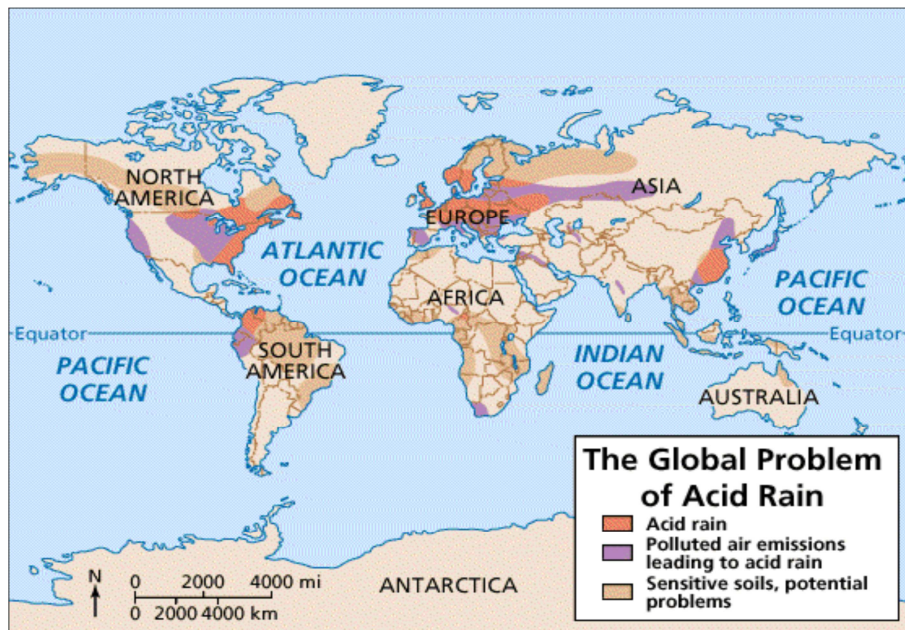 NORTH
AMERICA
ASIA
EUROPE
ATLANTIC
OCEAN
AFRICA
PACIFIC
OCEAN
Equator
Equator
PACIFIC
OCEAN
SOUTH
AMERICA
INDIAN
OCEAN
AUSTRALIA
The Global Problem
of Acid Rain
Acid rain
Polluted air emissions
leading to acid rain
Sensitive soils, potential
problems
N
0 2000 4000 mi
0 2000 4000 km
ANTARCTICA